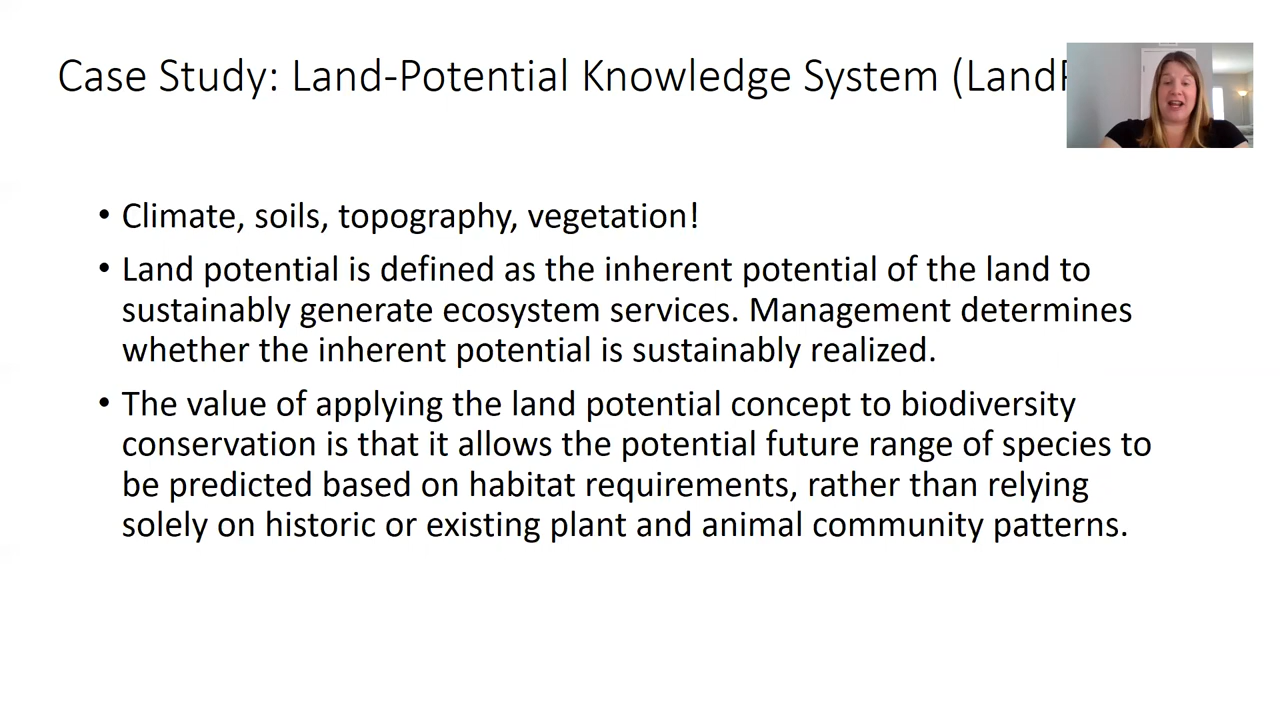 Case Study: Land-Potential Knowledge System (Land
• Climate, soils, topography, vegetation!
• Land potential is defined as the inherent potential of the land to
sustainably generate ecosystem services. Management determines
whether the inherent potential is sustainably realized.
• The value of applying the land potential concept to biodiversity
conservation is that it allows the potential future range of species to
be predicted based on habitat requirements, rather than relying
solely on historic or existing plant and animal community patterns.